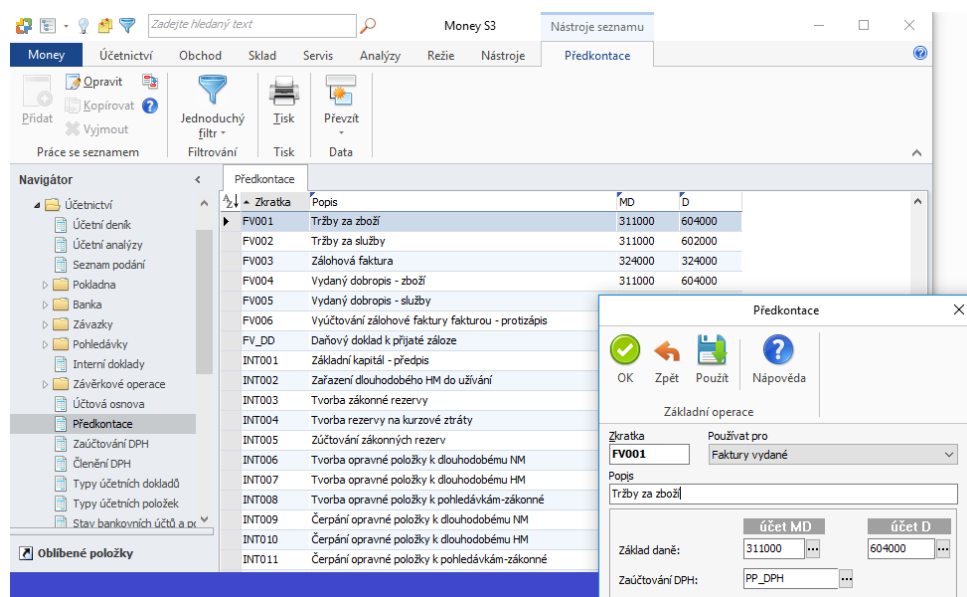 Zadejte hledaný text
Money S3
Nástroje seznamu
Money Účetnictví Obchod Sklad Servis Analýzy Režie Nástroje Předkontace
Přidat
Opravit
Kopírovat
Vyjmout
Jednoduchý filtr
Tisk
Převzít
Práce se seznamem Filtrování Tisk Data
Navigátor
Účetnictví
Účetní deník
Účetní analýzy
Seznam podání
Pokladna
Banka
Závazky
Pohledávky
Interní doklady
Závěrkové operace
Účtová osnova
Předkontace
Zaúčtování DPH
Členění DPH
Typy účetních dokladů
Typy účetních položek
Stav bankovních účtů a po
Oblíbené položky
Předkontace
Zkratka Popis MD D
FV001 Tržby za zboží 311000 604000
FV002 Tržby za služby 311000 602000
FV003 Zálohová faktura 324000 324000
FV004 Vydaný dobropis - zboží 311000 604000
FV005 Vydaný dobropis - služby
FV006 Vyúčtování zálohové faktury fakturou - protizápis
FV_DD Daňový doklad k přijaté záloze
INT001 Základní kapitál - předpis
INT002 Zařazení dlouhodobého HM do užívání
INT003 Tvorba zákonné rezervy
INT004 Tvorba rezervy na kurzové ztráty
INT005 Zúčtování zákonných rezerv
INT006 Tvorba opravné položky k dlouhodobému NM
INT007 Tvorba opravné položky k dlouhodobému HM
INT008 Tvorba opravné položky k pohledávkám-zákonné
INT009 Čerpání opravné položky k dlouhodobému NM
INT010 Čerpání opravné položky k dlouhodobému HM
INT011 Čerpání opravné položky k pohledávkám-zákonné
Předkontace
OK Zpět Použít Nápověda
Základní operace
Zkratka Používat pro
FV001 Faktury vydané
Popis
Tržby za zboží
účet MD účet D
Základ daně: 311000 604000
Zaúčtování DPH: PP_DPH